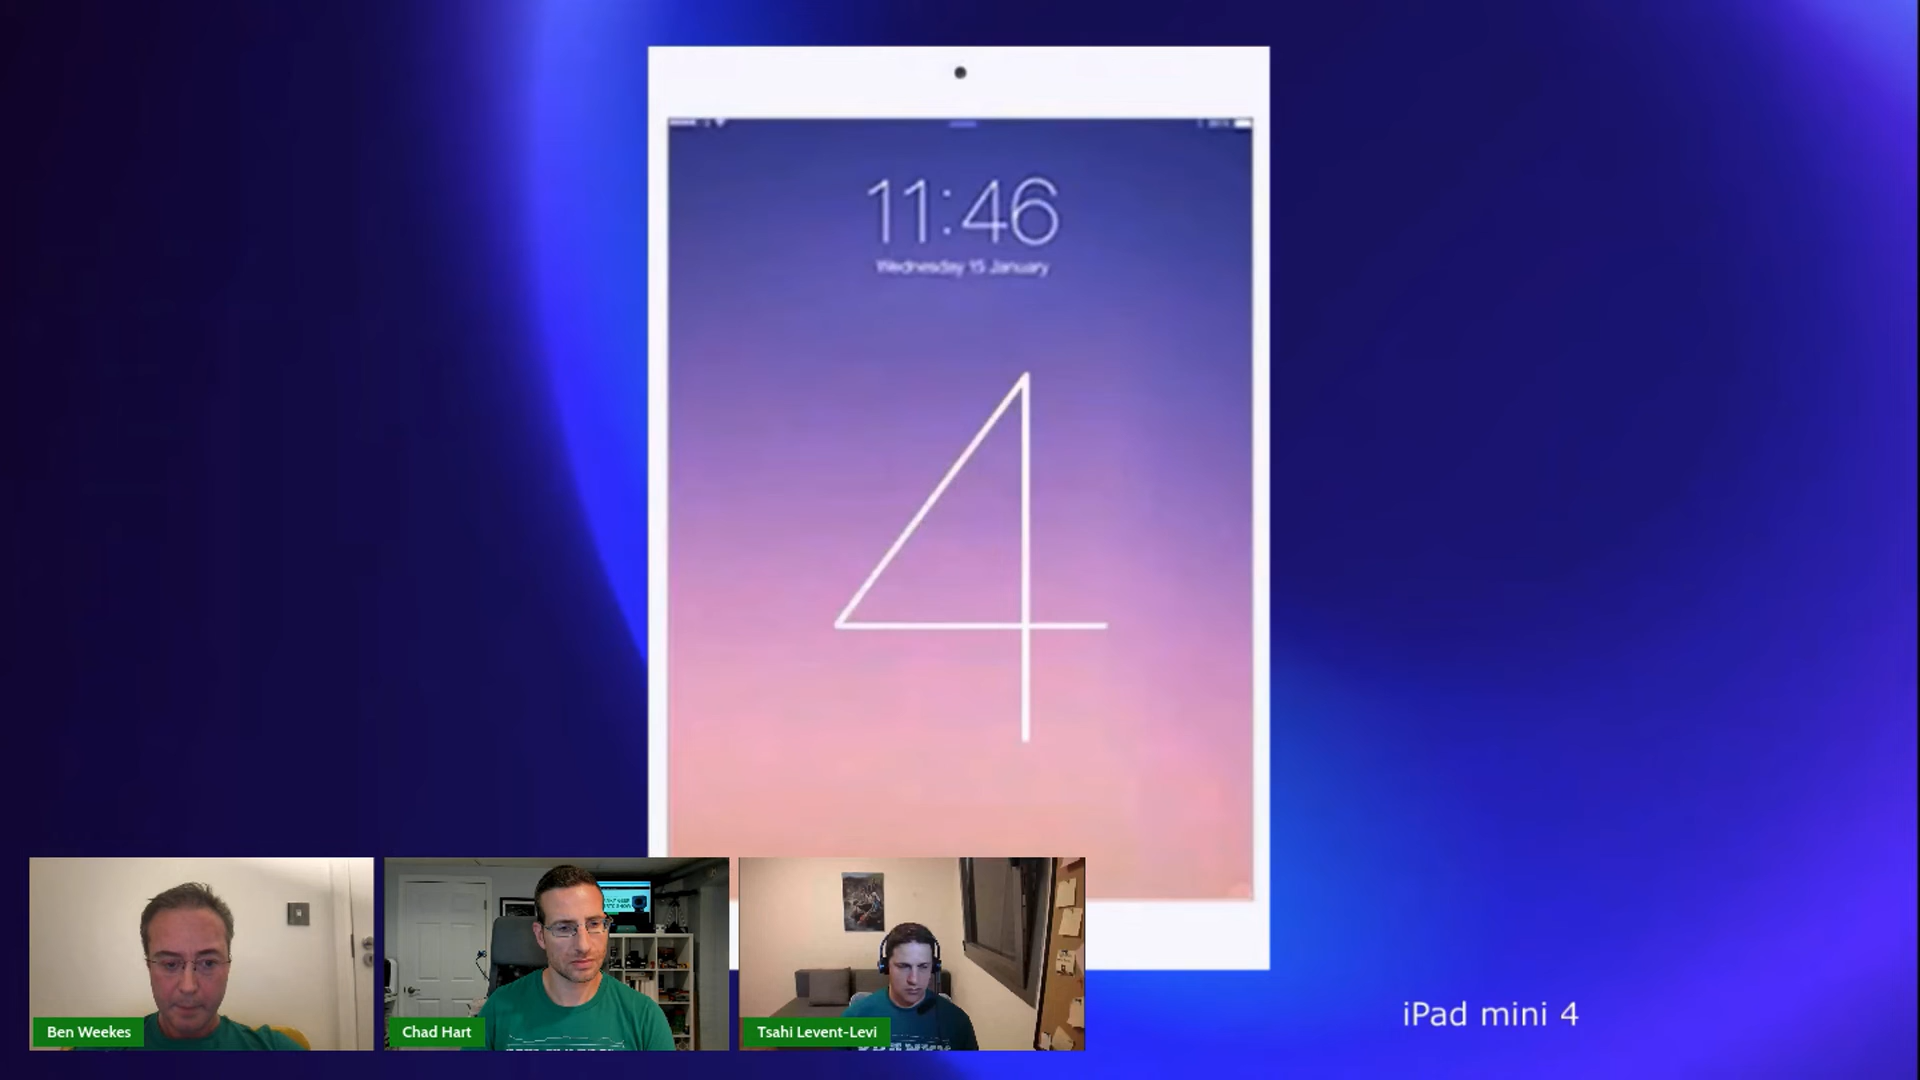 11:46
Wednesday 15 January
4
Ben Weekes
Chad Hart
Tsahi Levent-Levi
iPad mini 4